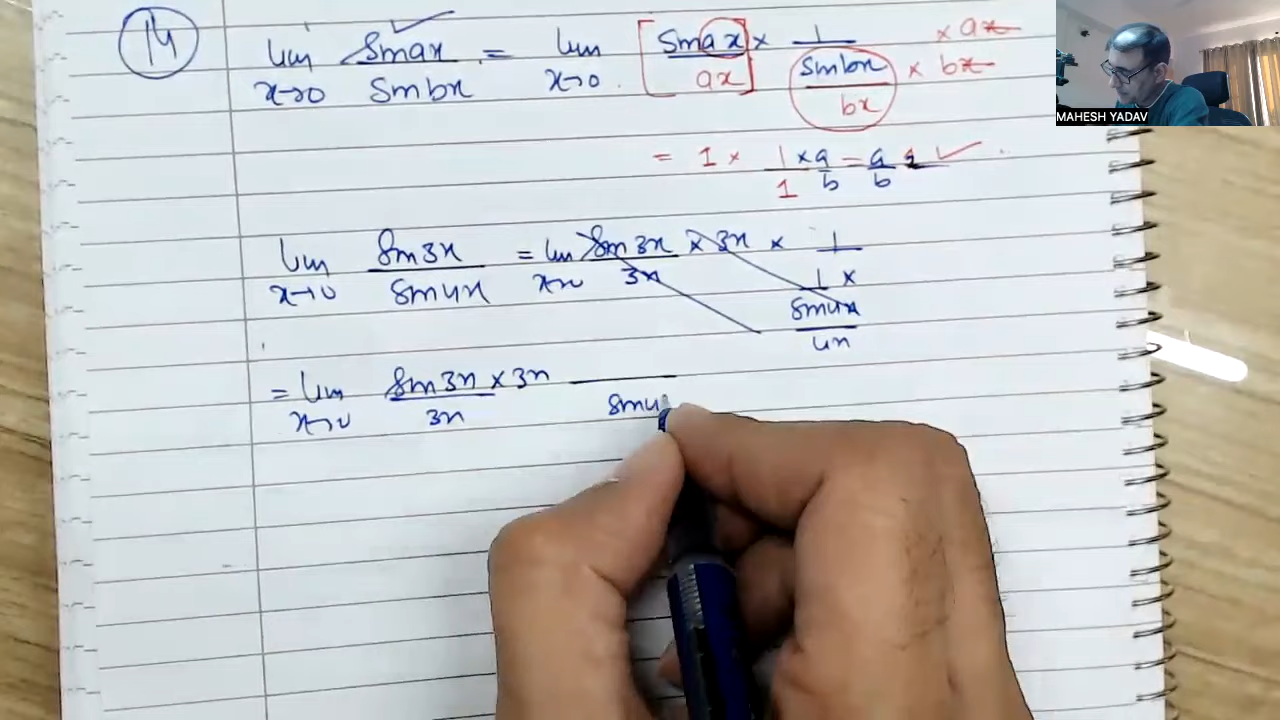 14
lim x→0 sin ax / sin bx = lim x→0 [sin ax / ax] × 1 / (sin bx / bx) × ax / × bx
= 1 × 1/1 × a/b = a/b
lim x→0 sin 3x / sin 4x = lim x→0 sin 3x / 3x × 3x × 1 / 1 × sin 4x / 4x
= lim x→0 sin 3x / 3x × 3x / sin 4
MAHESH YADAV